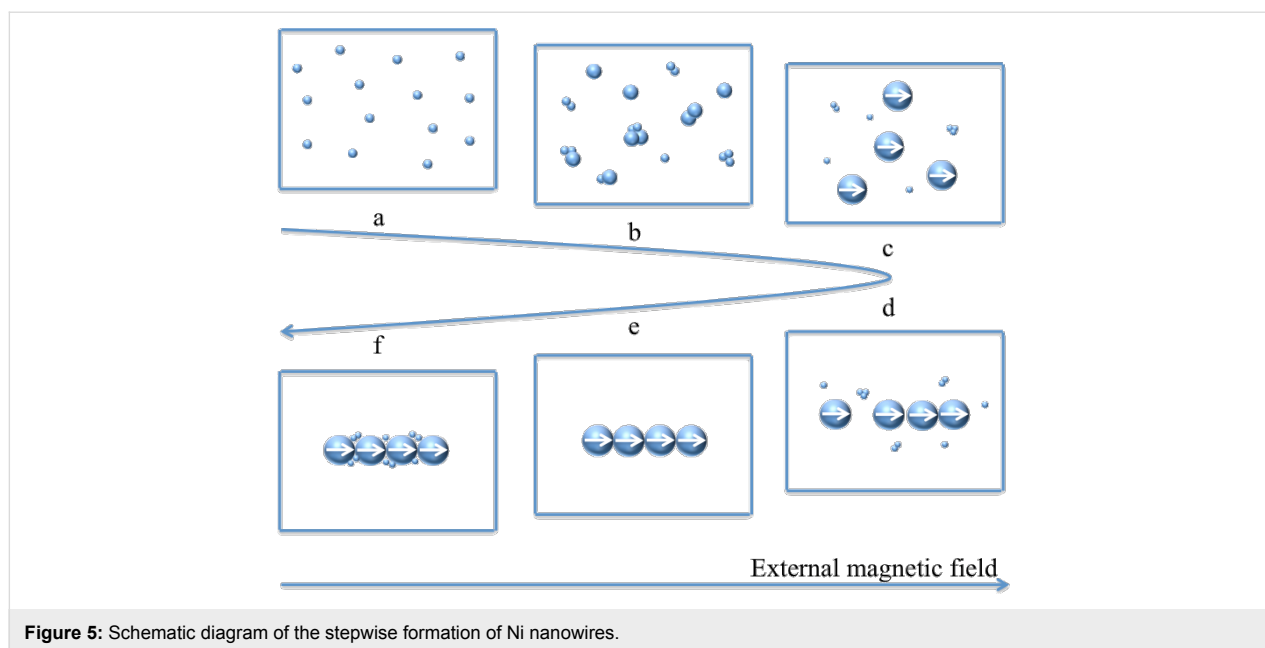 a
b
c
d
e
f
External magnetic field
Figure 5: Schematic diagram of the stepwise formation of Ni nanowires.